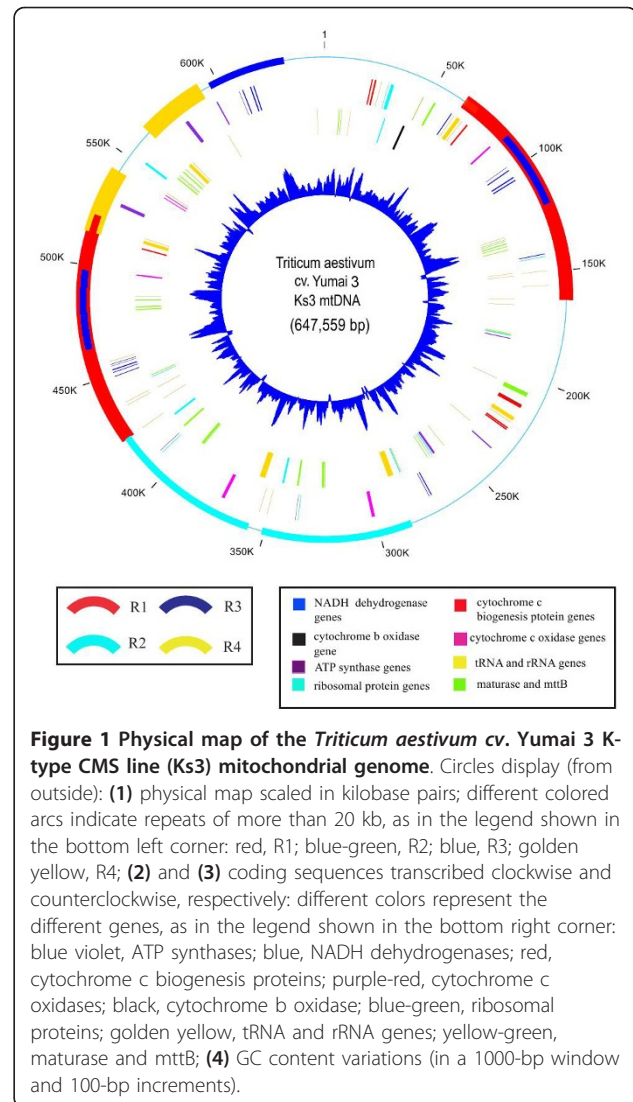 1
50K
100K
150K
200K
250K
300K
350K
400K
450K
500K
550K
600K
Triticum aestivum
cv. Yumai 3
Ks3 mtDNA
(647,559 bp)
R1
R3
R2
R4
NADH dehydrogenase
genes
cytochrome b oxidase
gene
ATP synthase genes
ribosomal protein genes
cytochrome c
biogenesis ptotein genes
cytochrome c oxidase genes
tRNA and rRNA genes
maturase and mttB
Figure 1 Physical map of the Triticum aestivum cv. Yumai 3 K-
type CMS line (Ks3) mitochondrial genome. Circles display (from
outside): (1) physical map scaled in kilobase pairs; different colored
arcs indicate repeats of more than 20 kb, as in the legend shown in
the bottom left corner: red, R1; blue-green, R2; blue, R3; golden
yellow, R4; (2) and (3) coding sequences transcribed clockwise and
counterclockwise, respectively: different colors represent the
different genes, as in the legend shown in the bottom right corner:
blue violet, ATP synthases; blue, NADH dehydrogenases; red,
cytochrome c biogenesis proteins; purple-red, cytochrome c
oxidases; black, cytochrome b oxidase; blue-green, ribosomal
proteins; golden yellow, tRNA and rRNA genes; yellow-green,
maturase and mttB; (4) GC content variations (in a 1000-bp window
and 100-bp increments).